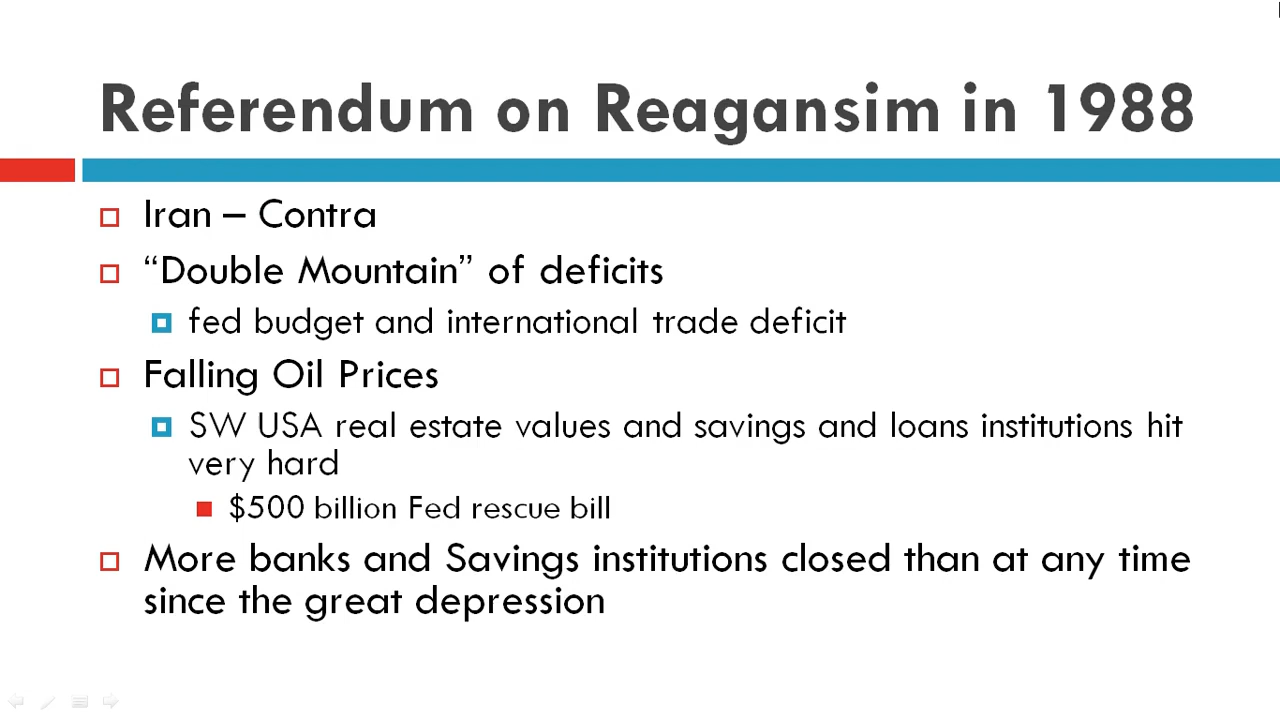 Referendum on Reagansim in 1988
Iran – Contra
“Double Mountain” of deficits
fed budget and international trade deficit
Falling Oil Prices
SW USA real estate values and savings and loans institutions hit
very hard
$500 billion Fed rescue bill
More banks and Savings institutions closed than at any time
since the great depression